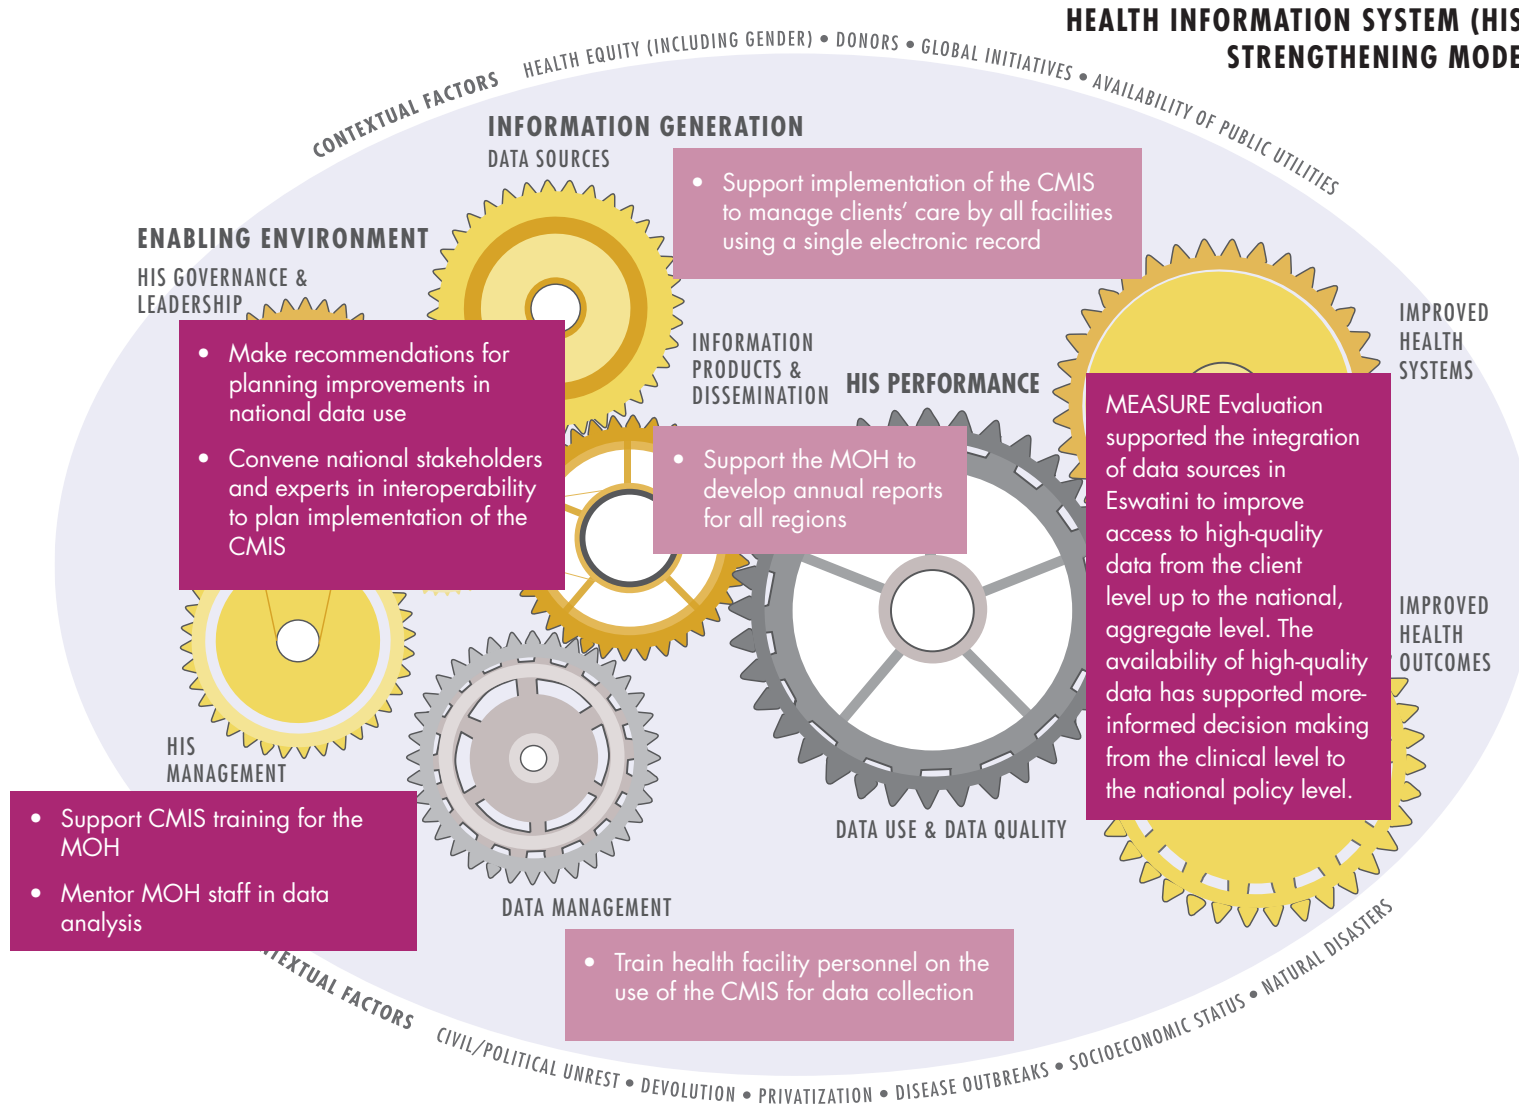 HEALTH INFORMATION SYSTEM (HIS
STRENGTHENING MODE
CONTEXTUAL FACTORS HEALTH EQUITY (INCLUDING GENDER) • DONORS • GLOBAL INITIATIVES • AVAILABILITY OF PUBLIC UTILITIES
INFORMATION GENERATION
DATA SOURCES
• Support implementation of the CMIS
to manage clients’ care by all facilities
using a single electronic record
ENABLING ENVIRONMENT
HIS GOVERNANCE &
LEADERSHIP
• Make recommendations for
planning improvements in
national data use
• Convene national stakeholders
and experts in interoperability
to plan implementation of the
CMIS
INFORMATION
PRODUCTS &
DISSEMINATION
• Support the MOH to
develop annual reports
for all regions
HIS PERFORMANCE
DATA USE & DATA QUALITY
IMPROVED
HEALTH
SYSTEMS
MEASURE Evaluation
supported the integration
of data sources in
Eswatini to improve
access to high-quality
data from the client
level up to the national,
aggregate level. The
availability of high-quality
data has supported more-
informed decision making
from the clinical level to
the national policy level.
IMPROVED
HEALTH
OUTCOMES
HIS
MANAGEMENT
• Support CMIS training for the
MOH
• Mentor MOH staff in data
analysis
DATA MANAGEMENT
• Train health facility personnel on the
use of the CMIS for data collection
TEXTUAL FACTORS CIVIL/POLITICAL UNREST • DEVOLUTION • PRIVATIZATION • DISEASE OUTBREAKS • SOCIOECONOMIC STATUS • NATURAL DISASTERS